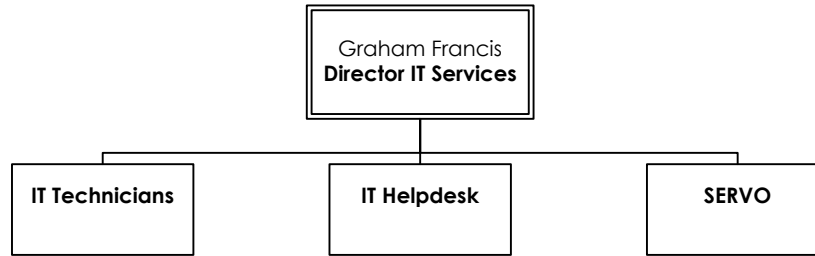 Graham Francis
Director IT Services
IT Technicians
IT Helpdesk
SERVO